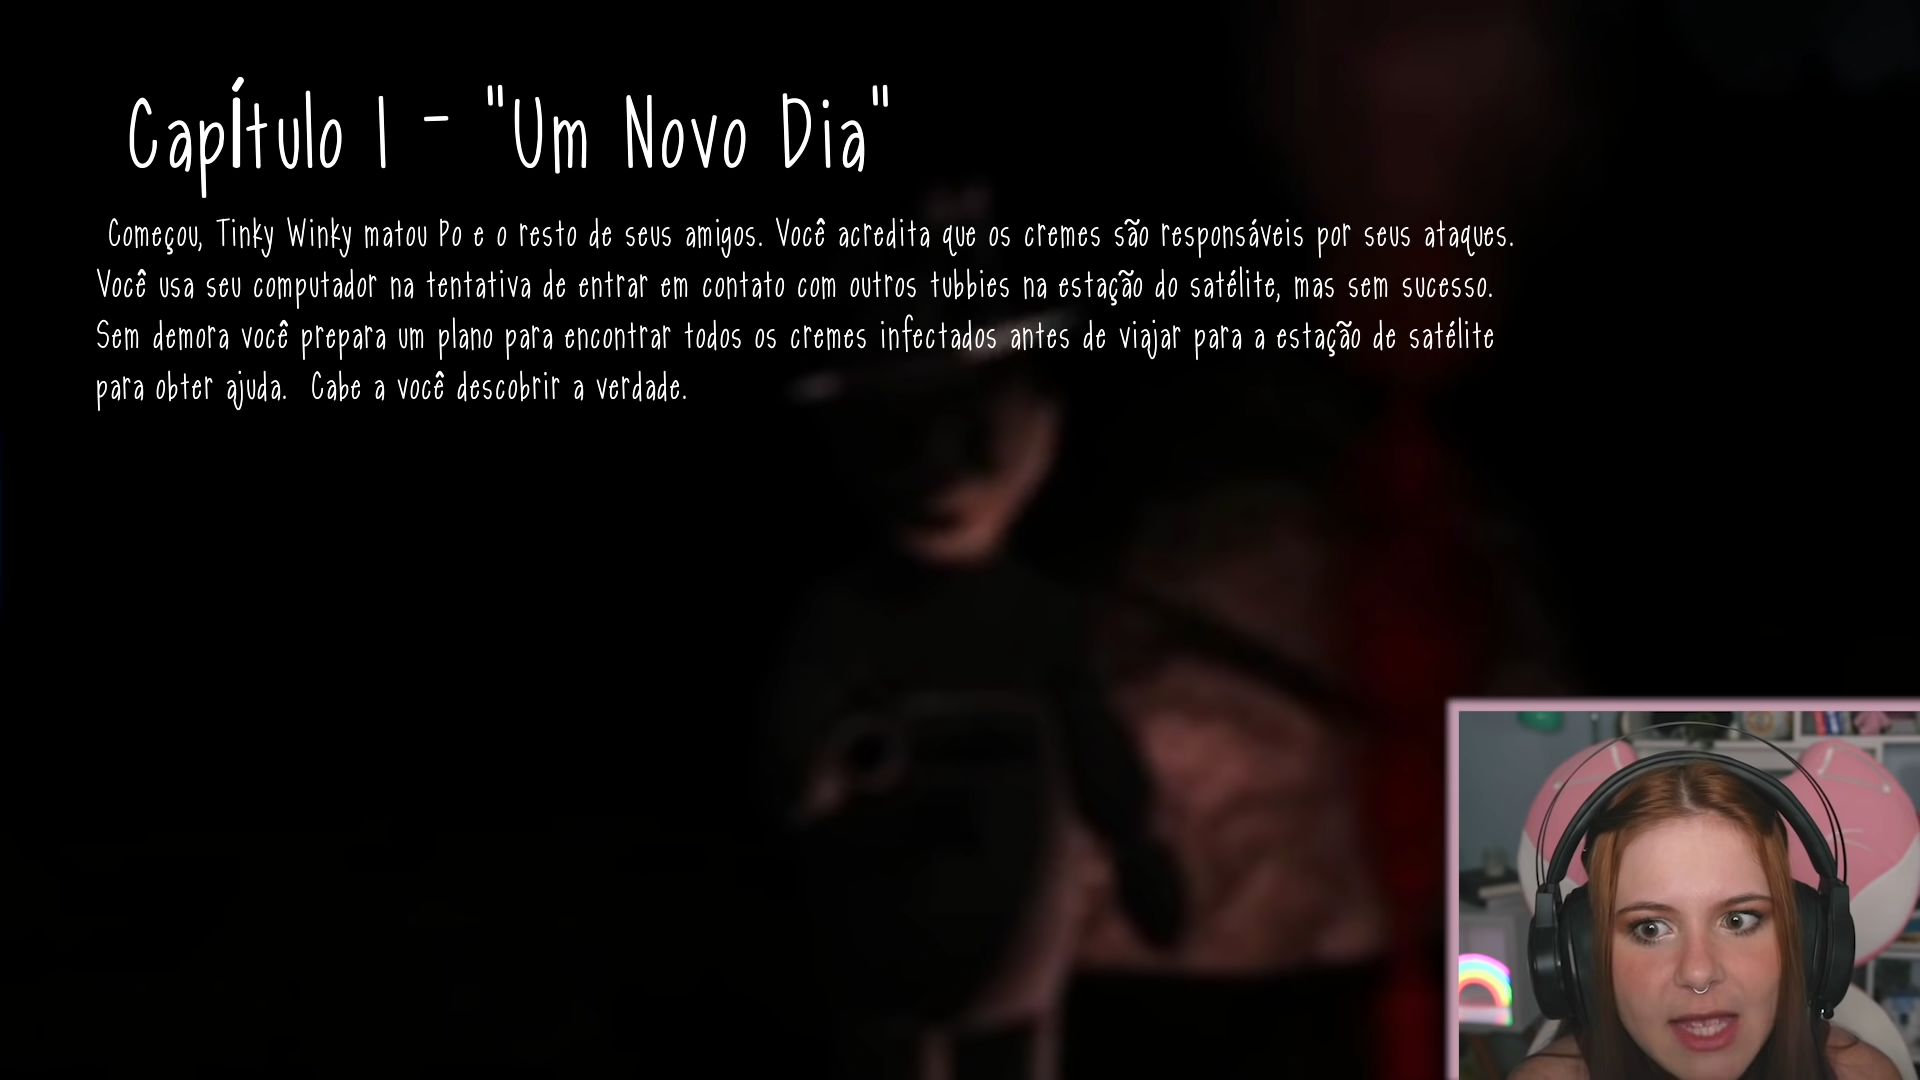 Capítulo 1 - "Um Novo Dia"
Começou, Tinky Winky matou Po e o resto de seus amigos. Você acredita que os cremes são responsáveis por seus ataques.
Você usa seu computador na tentativa de entrar em contato com outros tubbies na estação do satélite, mas sem sucesso.
Sem demora você prepara um plano para encontrar todos os cremes infectados antes de viajar para a estação de satélite
para obter ajuda.  Cabe a você descobrir a verdade.